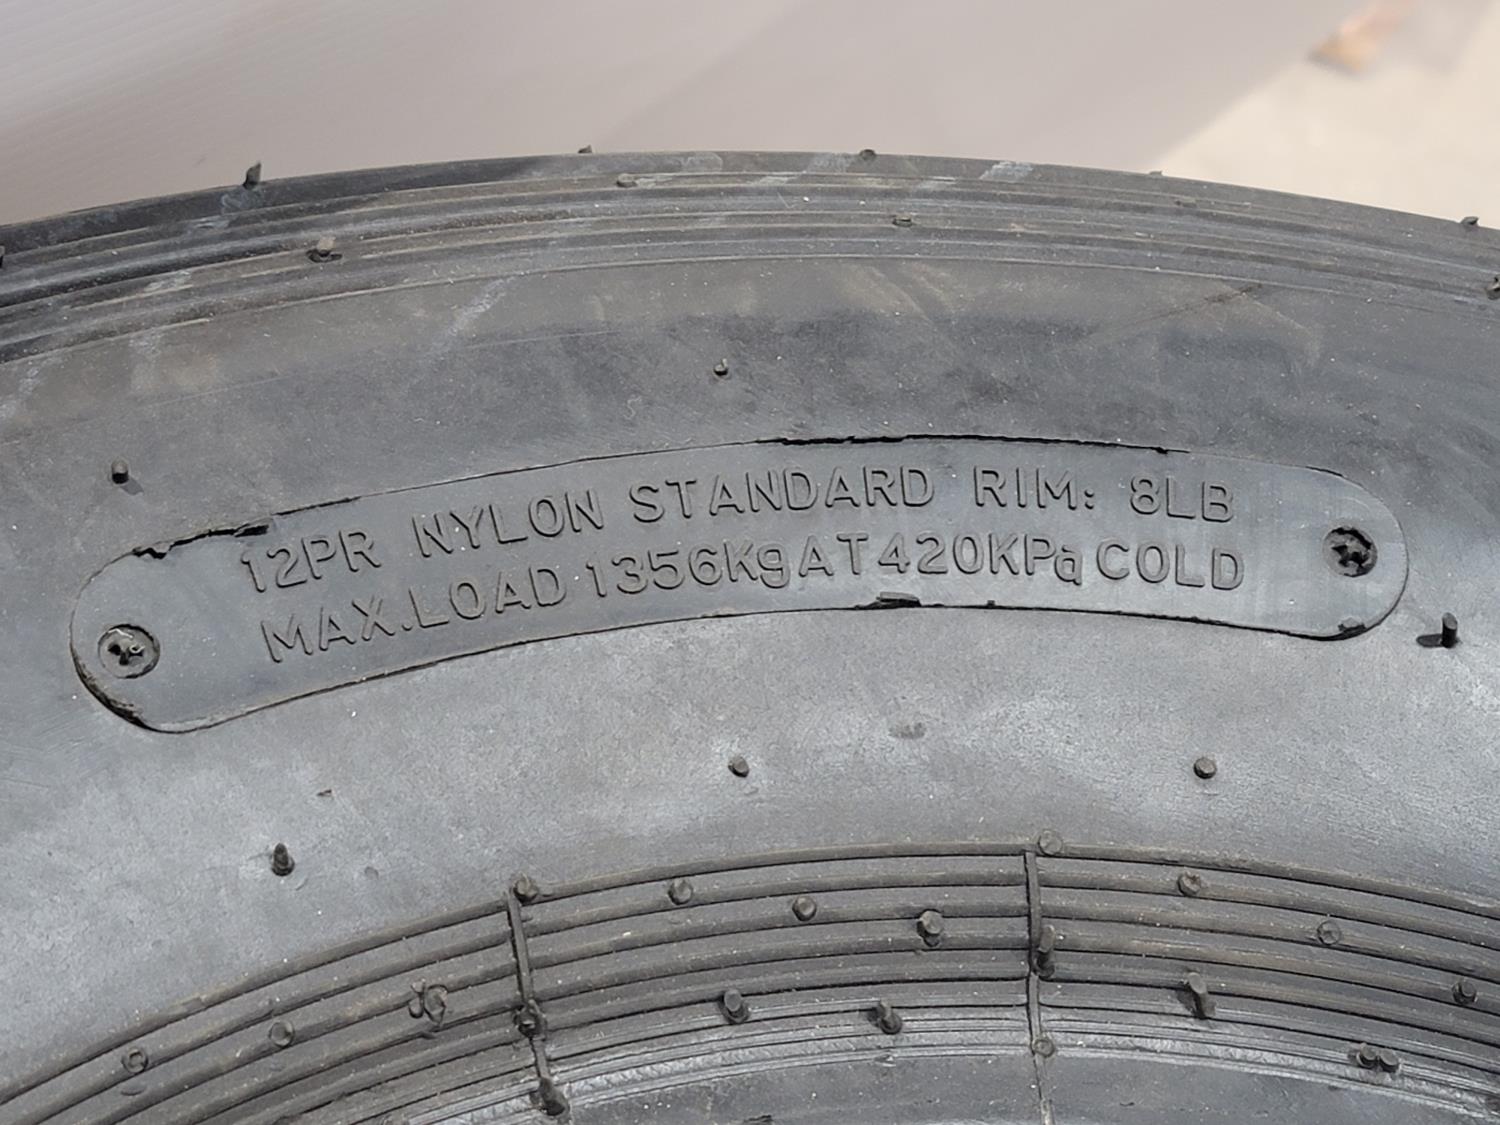 12PR NYLON STANDARD RIM: 8LB
MAX.LOAD 1356Kg AT 420KPa COLD